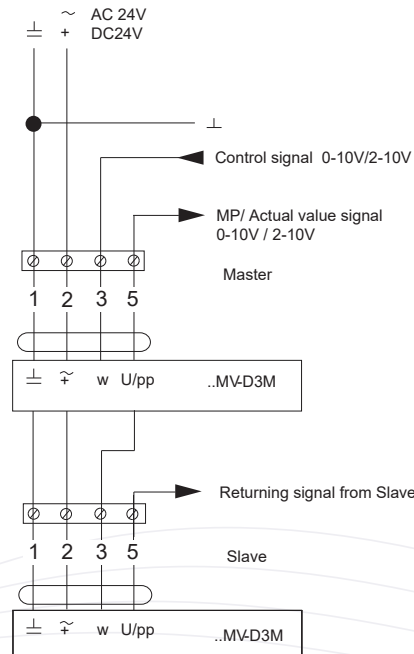 ~ AC 24V
⊥ + DC24V
⊥
Control signal 0-10V/2-10V
MP/ Actual value signal
0-10V / 2-10V
Master
1 2 3 5
⊥ ~+ w U/pp ..MV-D3M
Returning signal from Slave
1 2 3 5
Slave
⊥ ~+ w U/pp ..MV-D3M